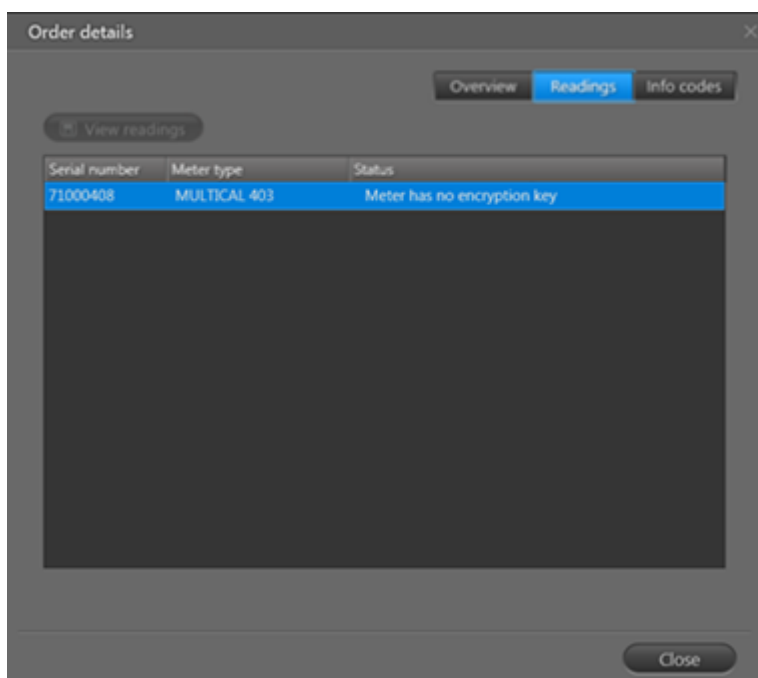 Order details
Overview Readings Info codes
View readings
Serial number Meter type Status
71000408 MULTICAL 403 Meter has no encryption key
Close